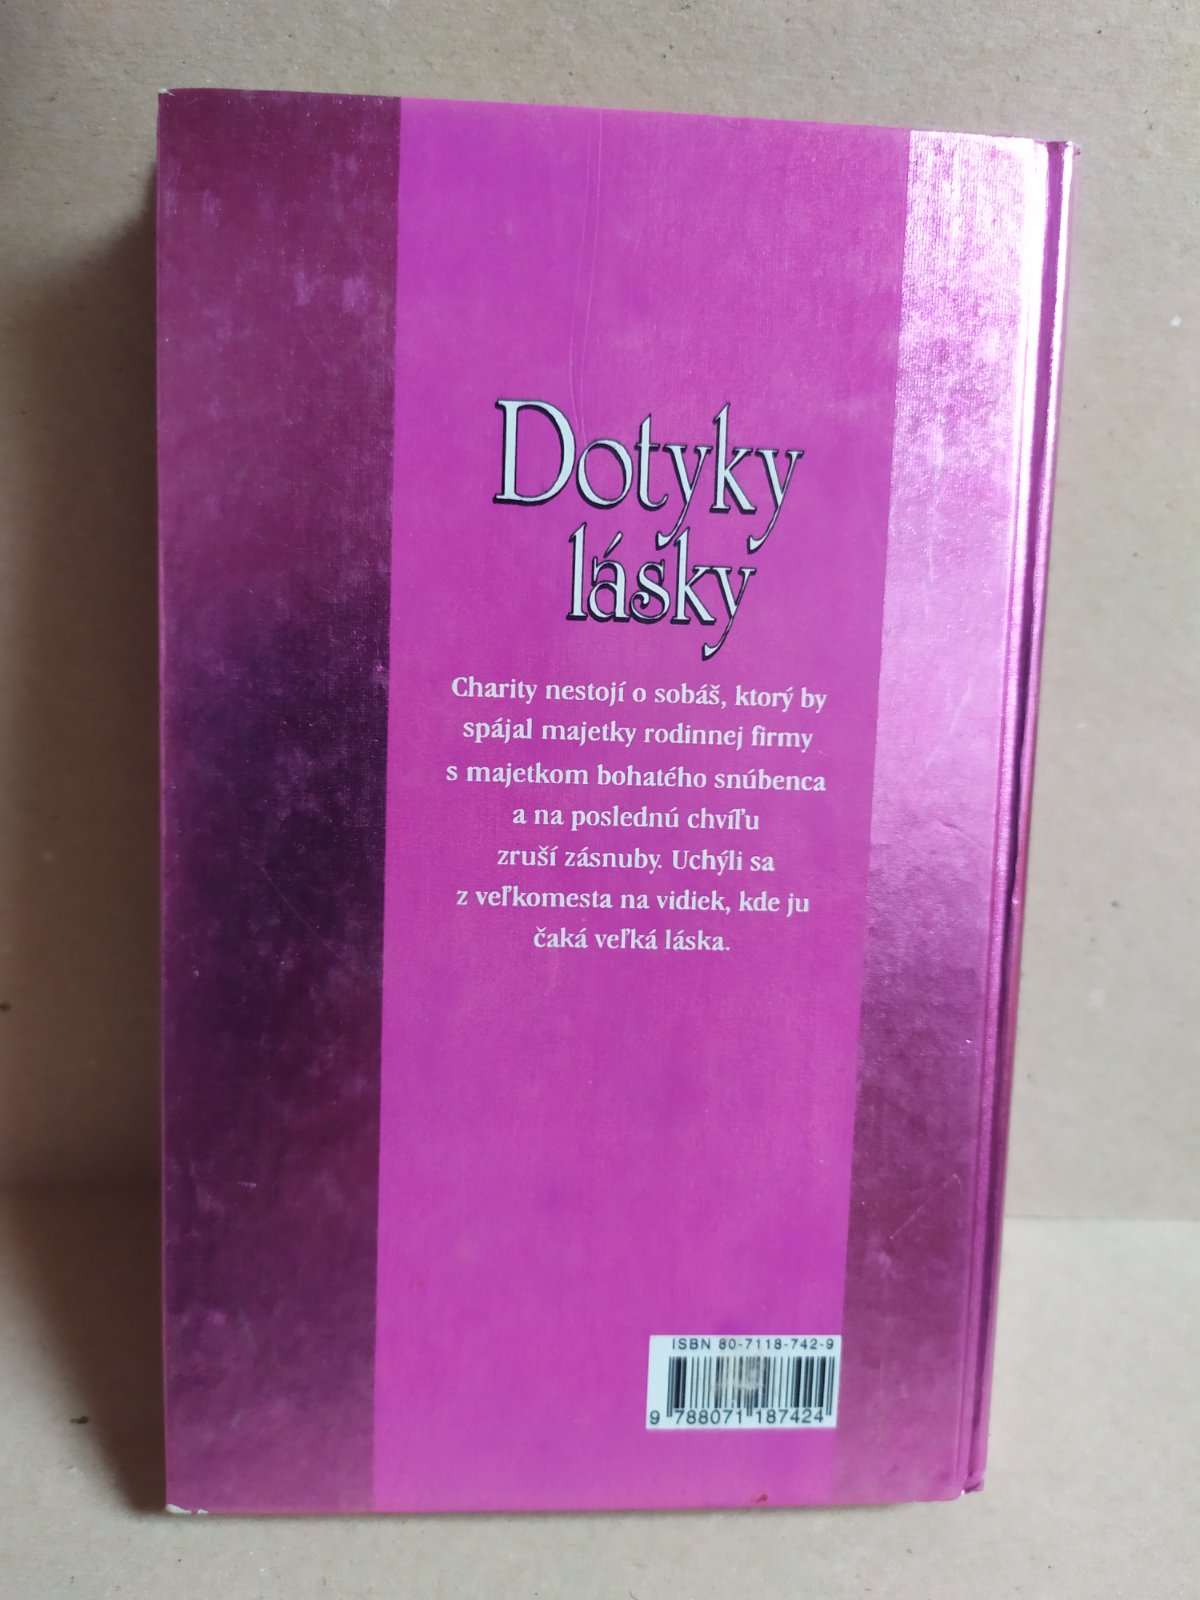 Dotyky
lásky
Charity nestojí o sobáš, ktorý by
spájal majetky rodinnej firmy
s majetkom bohatého snúbenca
a na poslednú chvíľu
zruší zásnuby. Uchýli sa
z veľkomesta na vidiek, kde ju
čaká veľká láska.
ISBN 80-7118-742-9
9 788071 187424